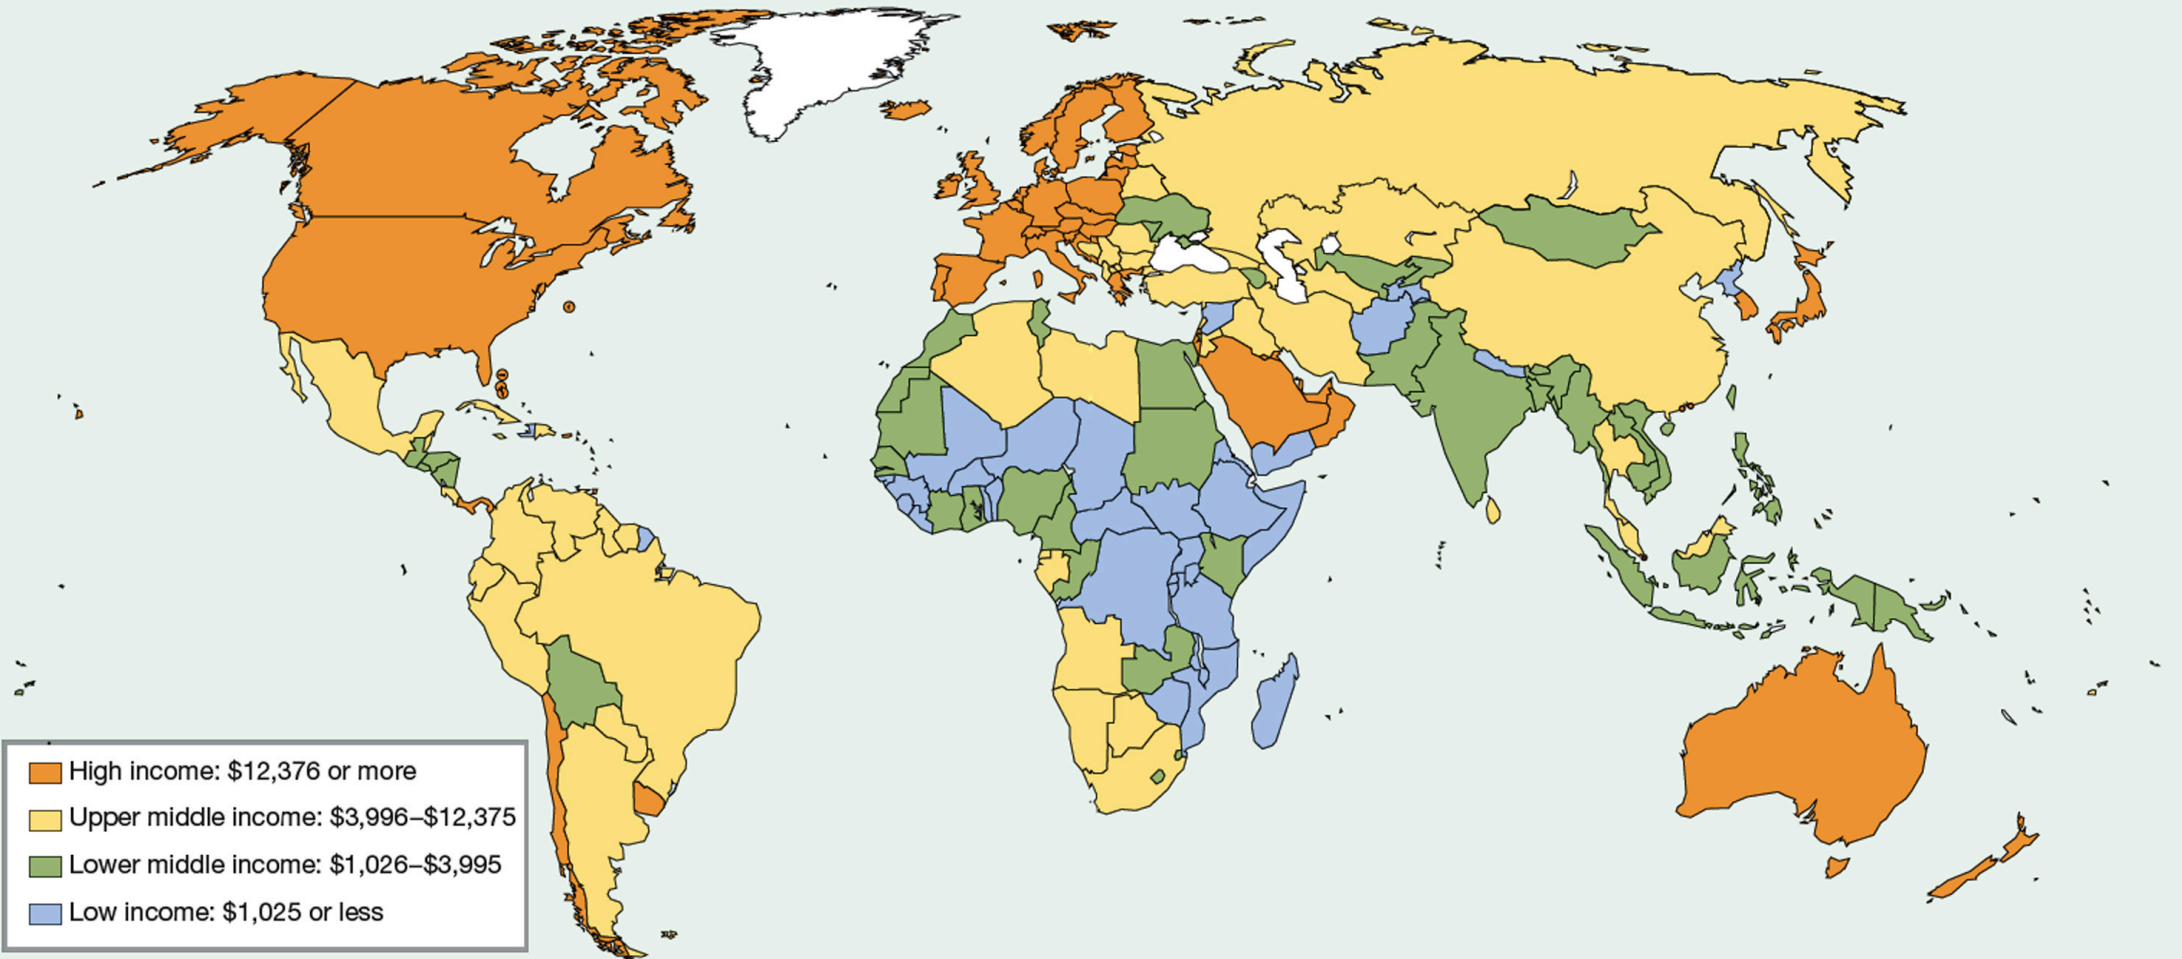 High income: $12,376 or more
Upper middle income: $3,996–$12,375
Lower middle income: $1,026–$3,995
Low income: $1,025 or less